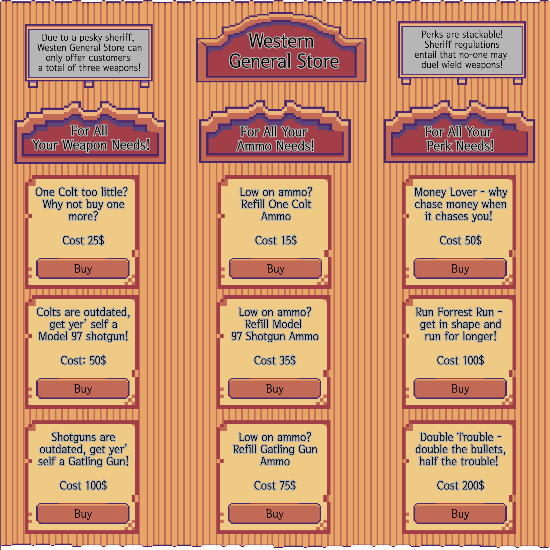 Due to a pesky sheriff,
Westen General Store can
only offer customers
a total of three weapons!
Western
General Store
Perks are stackable!
Sheriff regulations
entail that no-one may
duel wield weapons!
For All
Your Weapon Needs!
For All Your
Ammo Needs!
For All Your
Perk Needs!
One Colt too little?
Why not buy one
more?
Cost 25$
Buy
Low on ammo?
Refill One Colt
Ammo
Cost 15$
Buy
Money Lover - why
chase money when
it chases you!
Cost 50$
Buy
Colts are outdated,
get yer' self a
Model 97 shotgun!
Cost: 50$
Buy
Low on ammo?
Refill Model
97 Shotgun Ammo
Cost 35$
Buy
Run Forrest Run -
get in shape and
run for longer!
Cost 100$
Buy
Shotguns are
outdated, get yer'
self a Gatling Gun!
Cost 100$
Buy
Low on ammo?
Refill Gatling Gun
Ammo
Cost 75$
Buy
Double Trouble -
double the bullets,
half the trouble!
Cost 200$
Buy